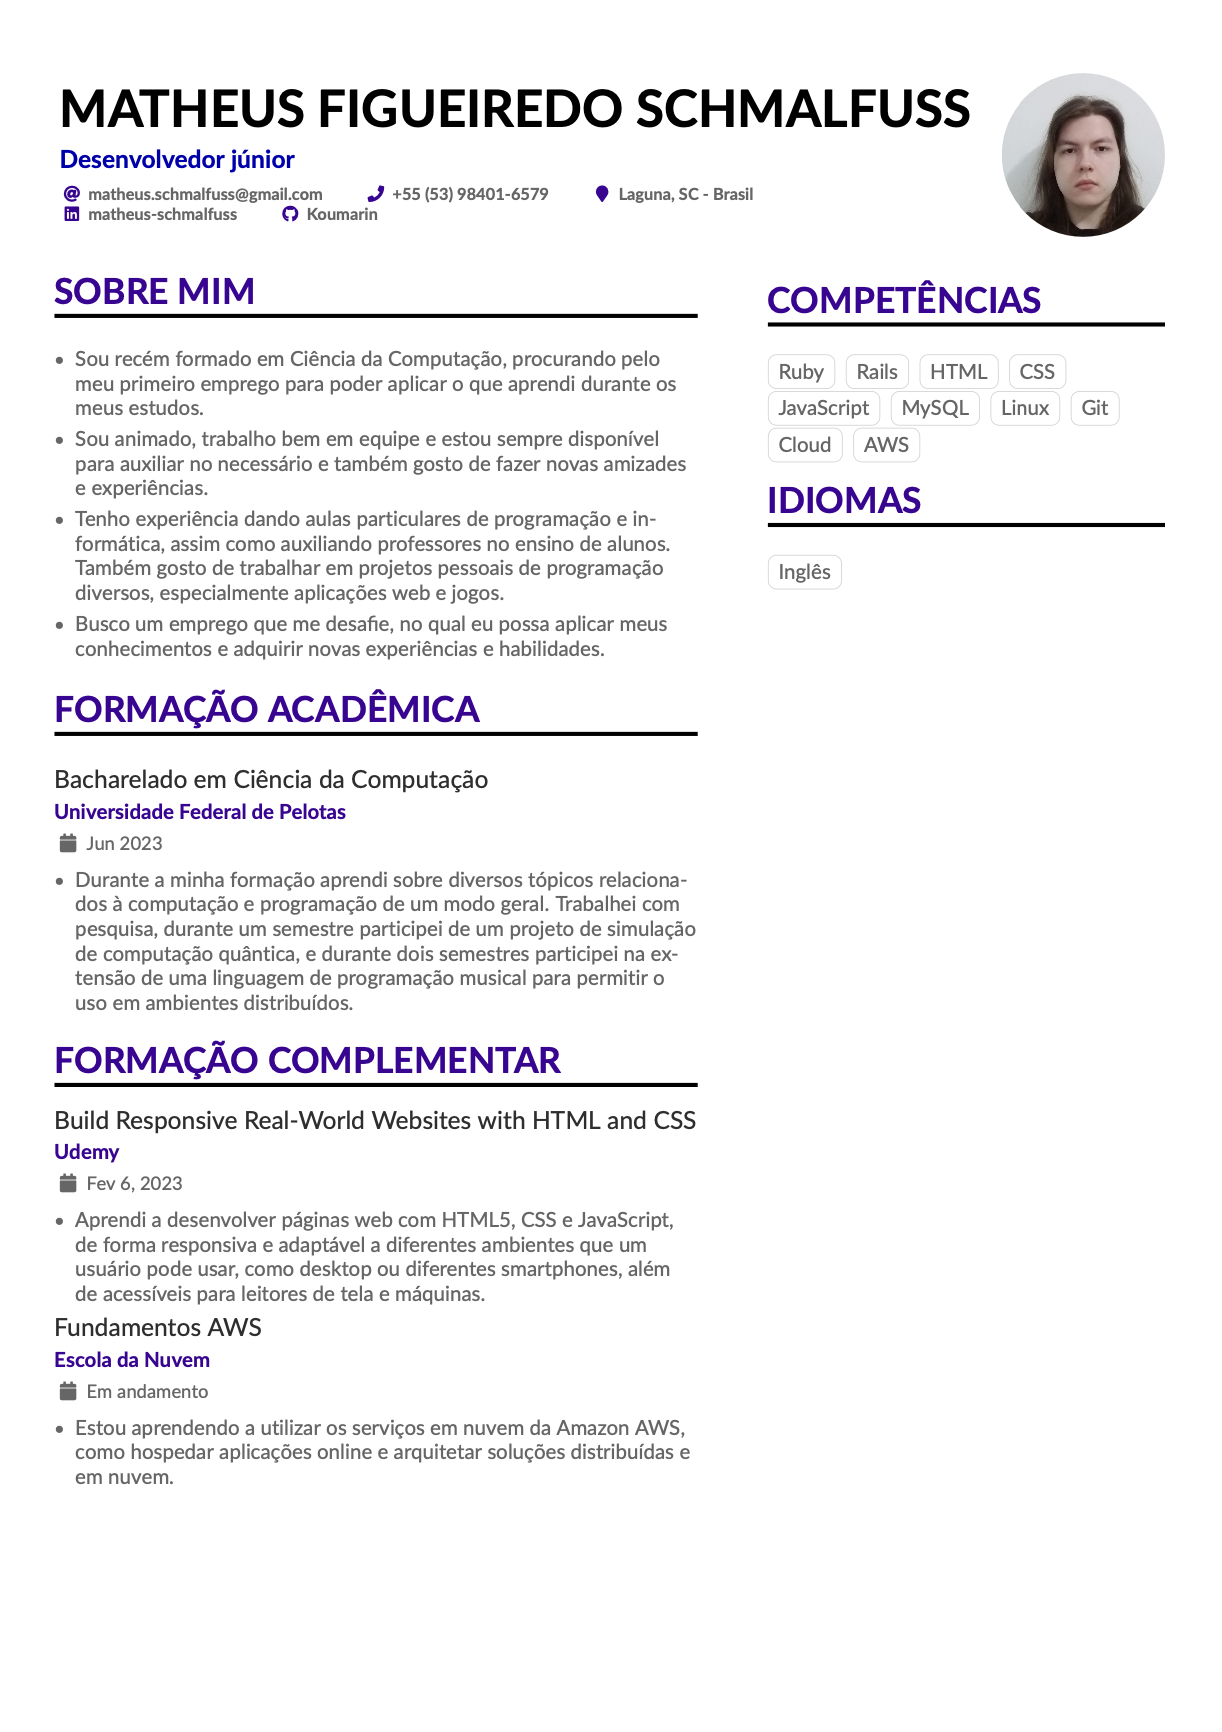 MATHEUS FIGUEIREDO SCHMALFUSS
Desenvolvedor júnior
matheus.schmalfuss@gmail.com +55 (53) 98401-6579 Laguna, SC - Brasil
matheus-schmalfuss Koumarin
SOBRE MIM
• Sou recém formado em Ciência da Computação, procurando pelo
meu primeiro emprego para poder aplicar o que aprendi durante os
meus estudos.
• Sou animado, trabalho bem em equipe e estou sempre disponível
para auxiliar no necessário e também gosto de fazer novas amizades
e experiências.
• Tenho experiência dando aulas particulares de programação e in-
formática, assim como auxiliando professores no ensino de alunos.
Também gosto de trabalhar em projetos pessoais de programação
diversos, especialmente aplicações web e jogos.
• Busco um emprego que me desafie, no qual eu possa aplicar meus
conhecimentos e adquirir novas experiências e habilidades.
FORMAÇÃO ACADÊMICA
Bacharelado em Ciência da Computação
Universidade Federal de Pelotas
Jun 2023
• Durante a minha formação aprendi sobre diversos tópicos relaciona-
dos à computação e programação de um modo geral. Trabalhei com
pesquisa, durante um semestre participei de um projeto de simulação
de computação quântica, e durante dois semestres participei na ex-
tensão de uma linguagem de programação musical para permitir o
uso em ambientes distribuídos.
FORMAÇÃO COMPLEMENTAR
Build Responsive Real-World Websites with HTML and CSS
Udemy
Fev 6, 2023
• Aprendi a desenvolver páginas web com HTML5, CSS e JavaScript,
de forma responsiva e adaptável a diferentes ambientes que um
usuário pode usar, como desktop ou diferentes smartphones, além
de acessíveis para leitores de tela e máquinas.
Fundamentos AWS
Escola da Nuvem
Em andamento
• Estou aprendendo a utilizar os serviços em nuvem da Amazon AWS,
como hospedar aplicações online e arquitetar soluções distribuídas e
em nuvem.
COMPETÊNCIAS
Ruby Rails HTML CSS
JavaScript MySQL Linux Git
Cloud AWS
IDIOMAS
Inglês